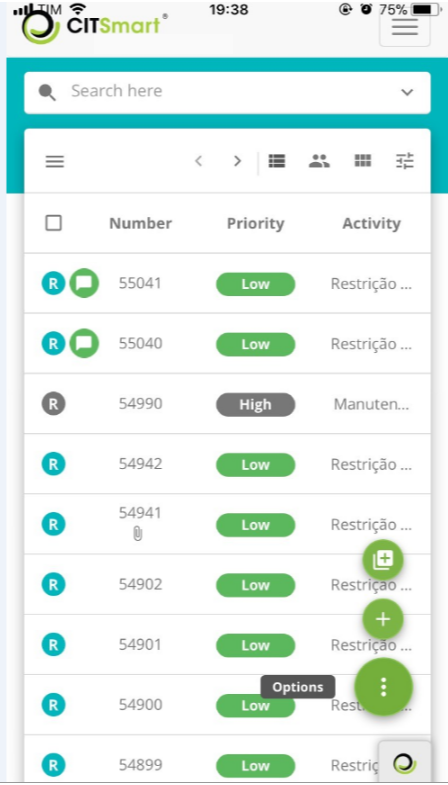 TIM 19:38 75%
CITSmart®
Search here
Number Priority Activity
R 55041 Low Restrição ...
R 55040 Low Restrição ...
R 54990 High Manuten...
R 54942 Low Restrição ...
R 54941 Low Restrição ...
R 54902 Low Restrição ...
R 54901 Low Restrição ...
Options
R 54900 Low Rest...
R 54899 Low Restriç